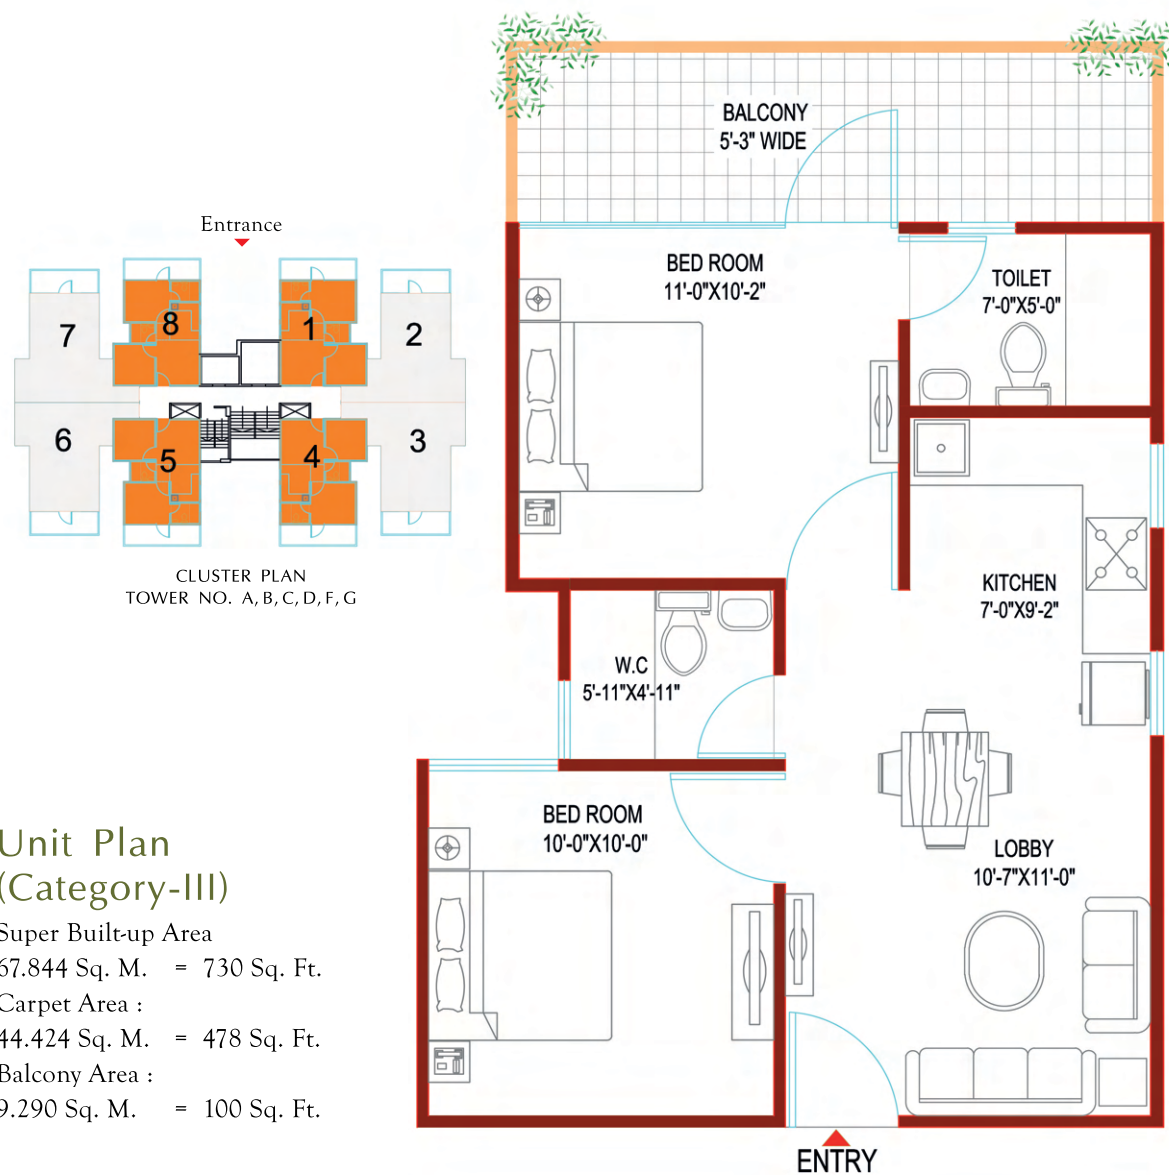 Entrance
7
8
1
2
6
5
4
3
CLUSTER PLAN
TOWER NO. A, B, C, D, F, G
Unit Plan
(Category-III)
Super Built-up Area
67.844 Sq. M. = 730 Sq. Ft.
Carpet Area :
44.424 Sq. M. = 478 Sq. Ft.
Balcony Area :
9.290 Sq. M. = 100 Sq. Ft.
BALCONY
5'-3" WIDE
BED ROOM
11'-0"X10'-2"
TOILET
7'-0"X5'-0"
KITCHEN
7'-0"X9'-2"
W.C
5'-11"X4'-11"
BED ROOM
10'-0"X10'-0"
LOBBY
10'-7"X11'-0"
ENTRY